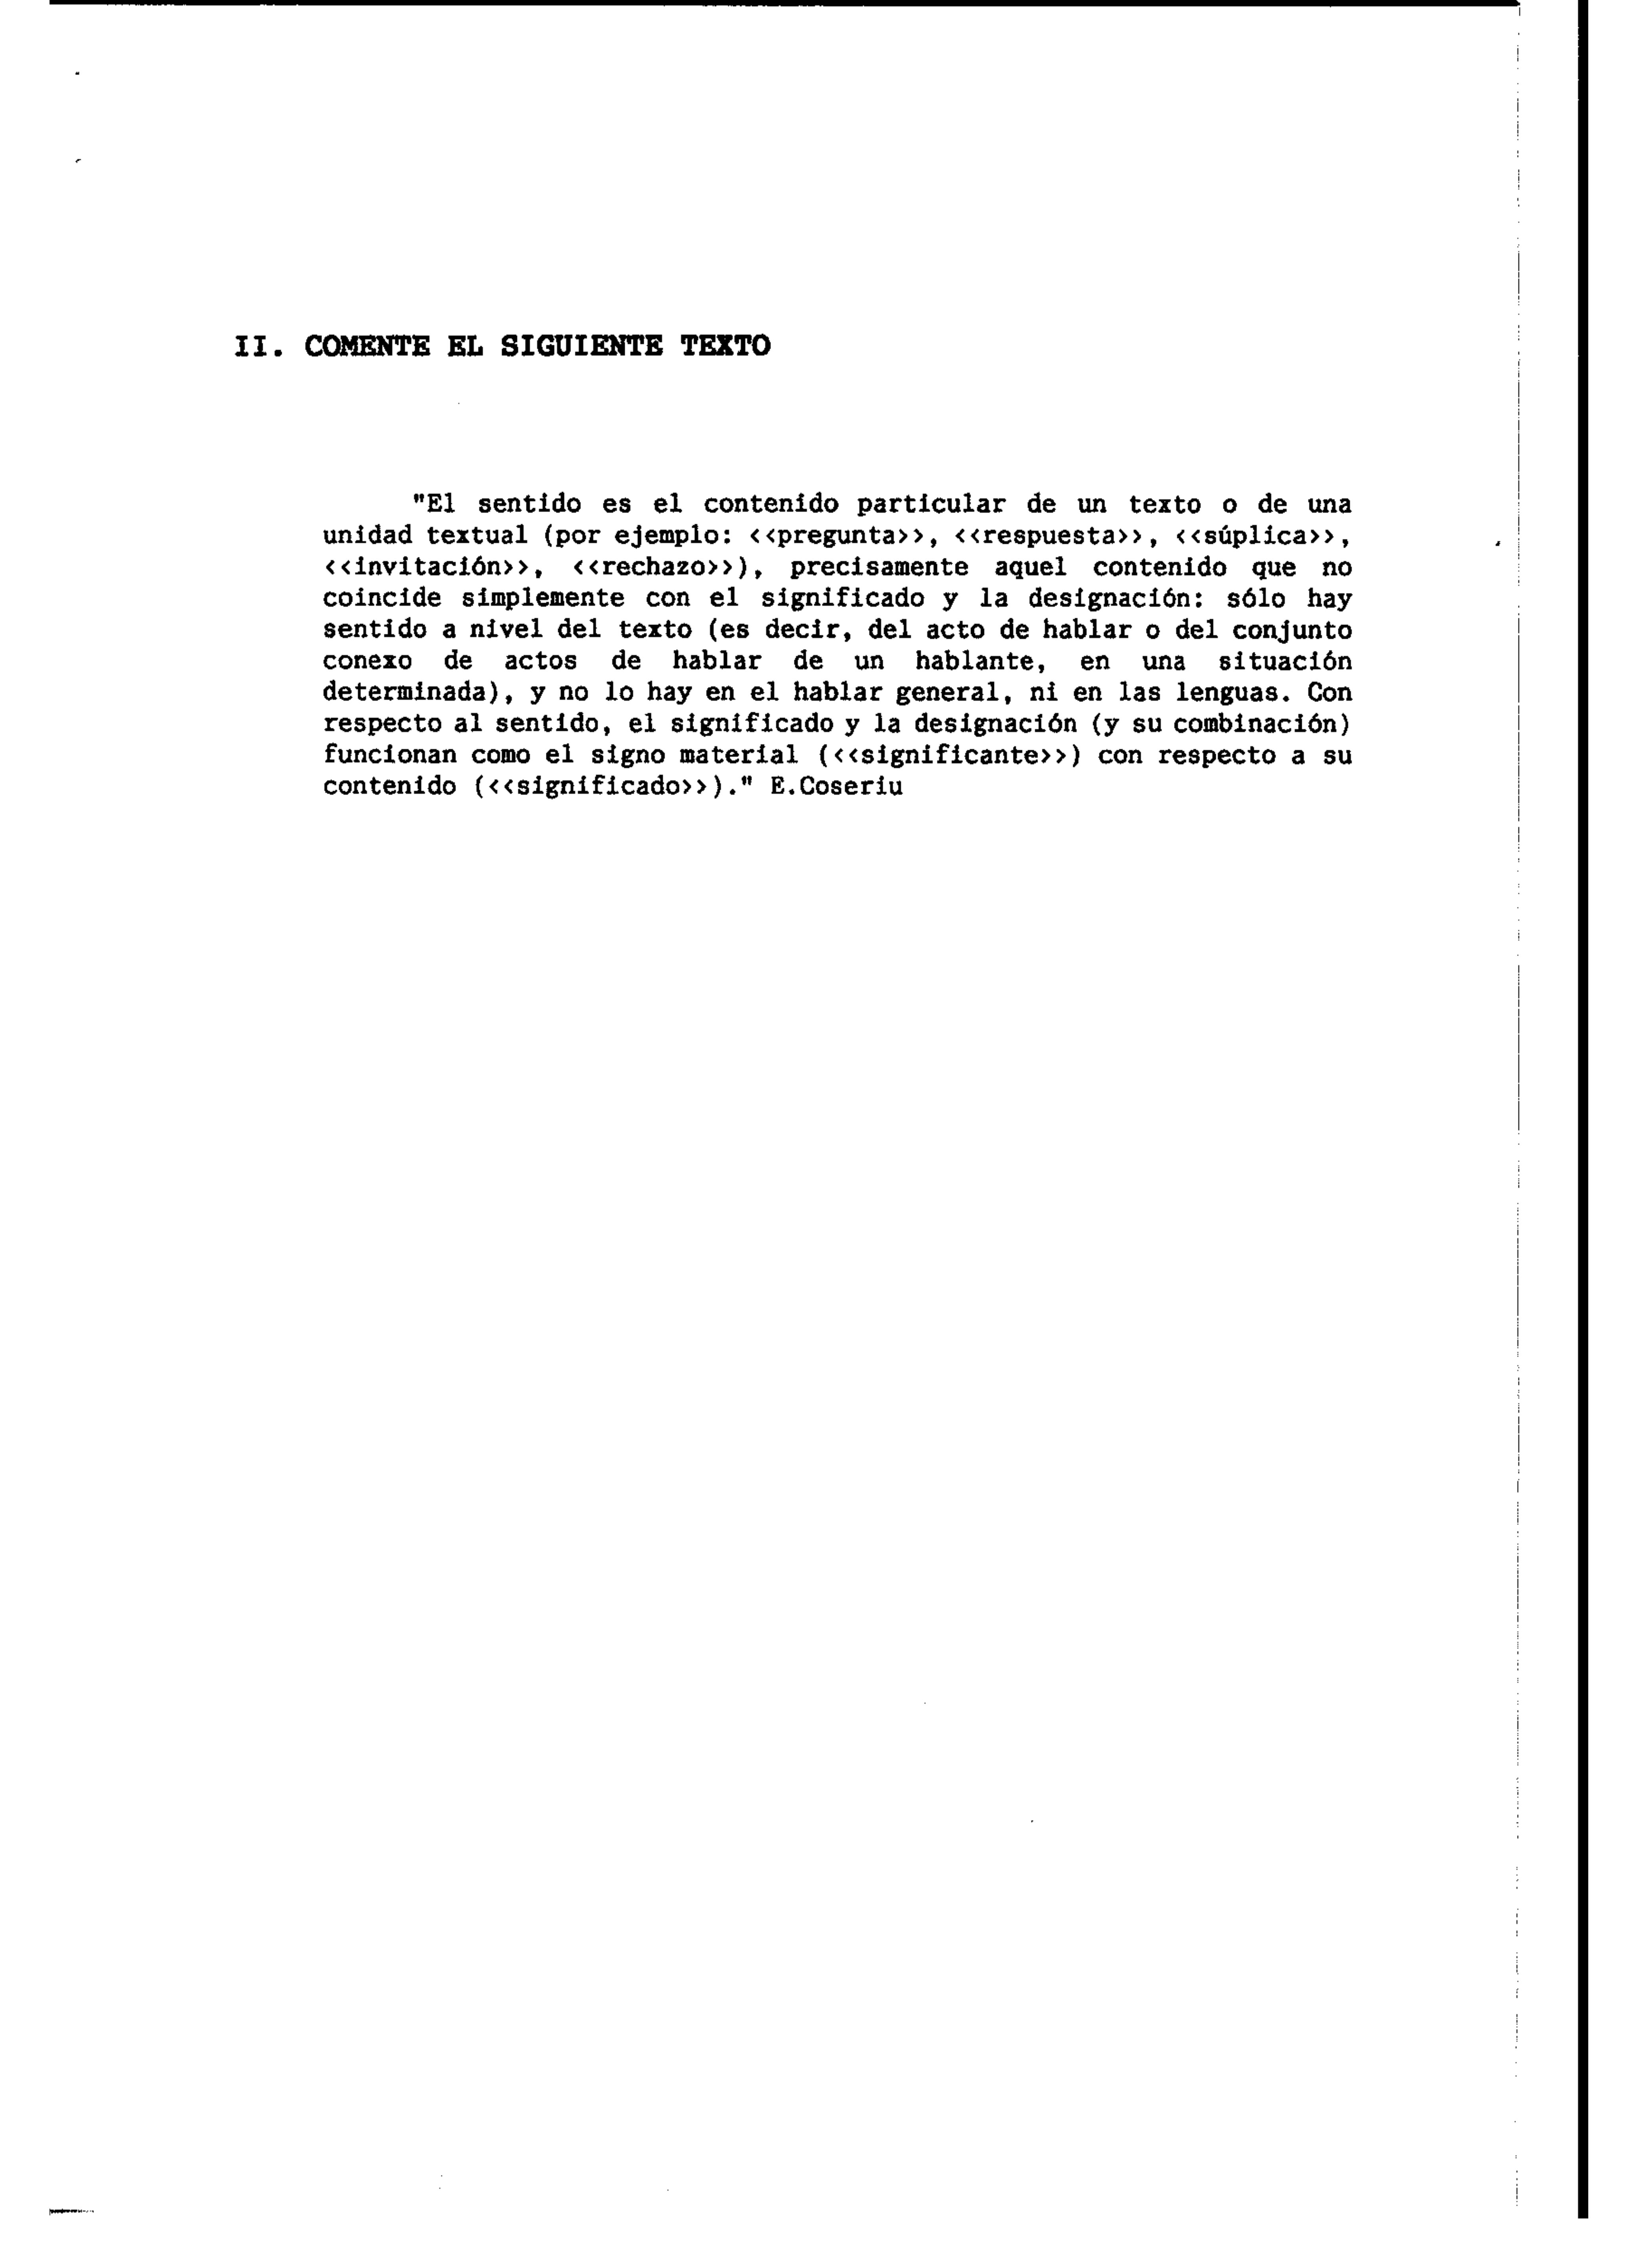 II. COMENTE EL SIGUIENTE TEXTO
"El sentido es el contenido particular de un texto o de una
unidad textual (por ejemplo: <<pregunta>>, <<respuesta>>, <<súplica>>,
<<invitación>>, <<rechazo>>), precisamente aquel contenido que no
coincide simplemente con el significado y la designación: sólo hay
sentido a nivel del texto (es decir, del acto de hablar o del conjunto
conexo de actos de hablar de un hablante, en una situación
determinada), y no lo hay en el hablar general, ni en las lenguas. Con
respecto al sentido, el significado y la designación (y su combinación)
funcionan como el signo material (<<significante>>) con respecto a su
contenido (<<significado>>)." E.Coseriu